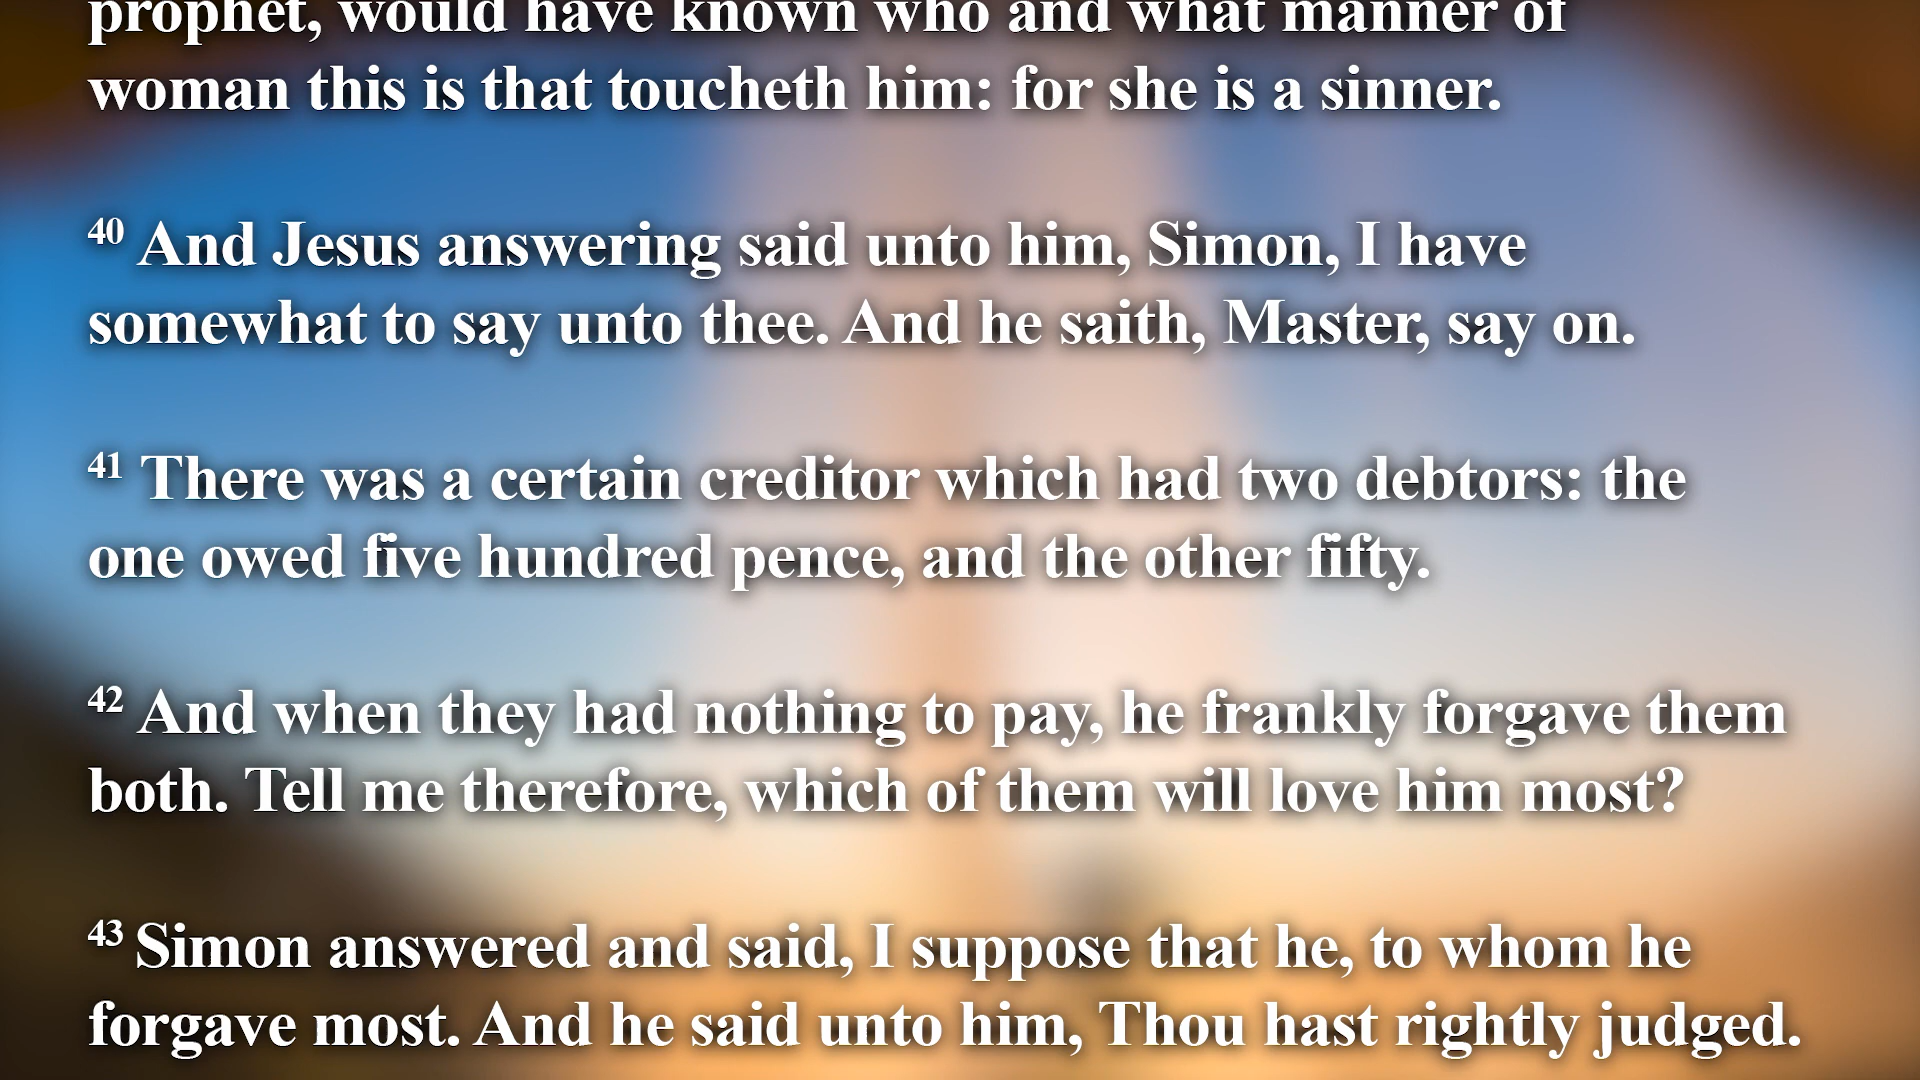 prophet, would have known who and what manner of
woman this is that toucheth him: for she is a sinner.
40 And Jesus answering said unto him, Simon, I have
somewhat to say unto thee. And he saith, Master, say on.
41 There was a certain creditor which had two debtors: the
one owed five hundred pence, and the other fifty.
42 And when they had nothing to pay, he frankly forgave them
both. Tell me therefore, which of them will love him most?
43 Simon answered and said, I suppose that he, to whom he
forgave most. And he said unto him, Thou hast rightly judged.